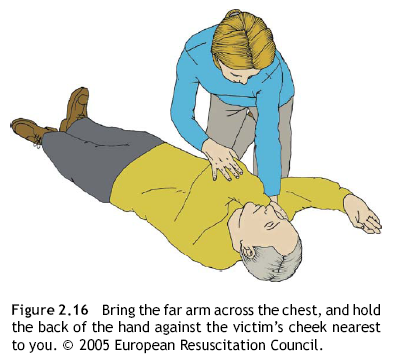 Figure 2.16 Bring the far arm across the chest, and hold
the back of the hand against the victim's cheek nearest
to you. © 2005 European Resuscitation Council.